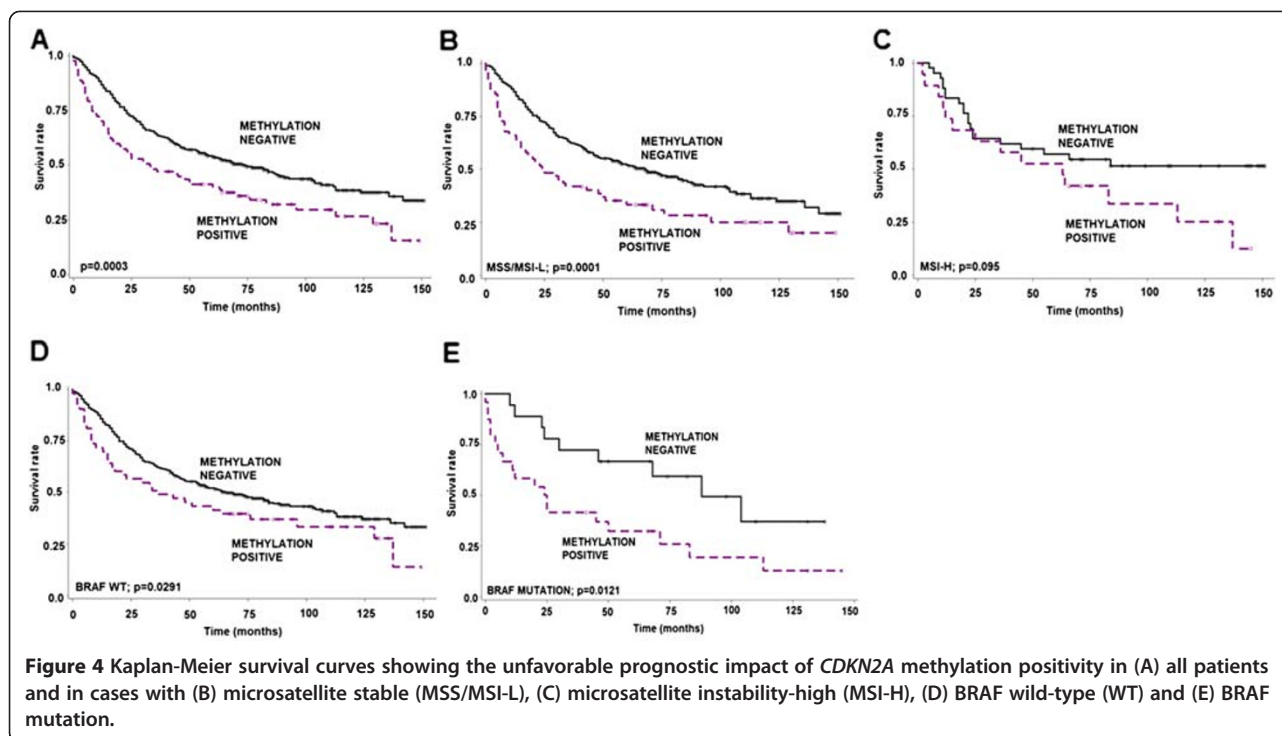 A
1.0
0.75
0.5
0.25
0.0
Survival rate
METHYLATION
NEGATIVE
METHYLATION
POSITIVE
p=0.0003
0 25 50 75 100 125 150
Time (months)
B
1.0
0.75
0.5
0.25
0.0
Survival rate
METHYLATION
NEGATIVE
METHYLATION
POSITIVE
MSS/MSI-L; p=0.0001
0 25 50 75 100 125 150
Time (months)
C
1.0
0.75
0.5
0.25
0.0
Survival rate
METHYLATION
NEGATIVE
METHYLATION
POSITIVE
MSI-H; p=0.095
0 25 50 75 100 125 150
Time (months)
D
1.0
0.75
0.5
0.25
0.0
Survival rate
METHYLATION
NEGATIVE
METHYLATION
POSITIVE
BRAF WT; p=0.0291
0 25 50 75 100 125 150
Time (months)
E
1.0
0.75
0.5
0.25
0.0
Survival rate
METHYLATION
NEGATIVE
METHYLATION
POSITIVE
BRAF MUTATION; p=0.0121
0 25 50 75 100 125 150
Time (months)
Figure 4 Kaplan-Meier survival curves showing the unfavorable prognostic impact of CDKN2A methylation positivity in (A) all patients
and in cases with (B) microsatellite stable (MSS/MSI-L), (C) microsatellite instability-high (MSI-H), (D) BRAF wild-type (WT) and (E) BRAF
mutation.